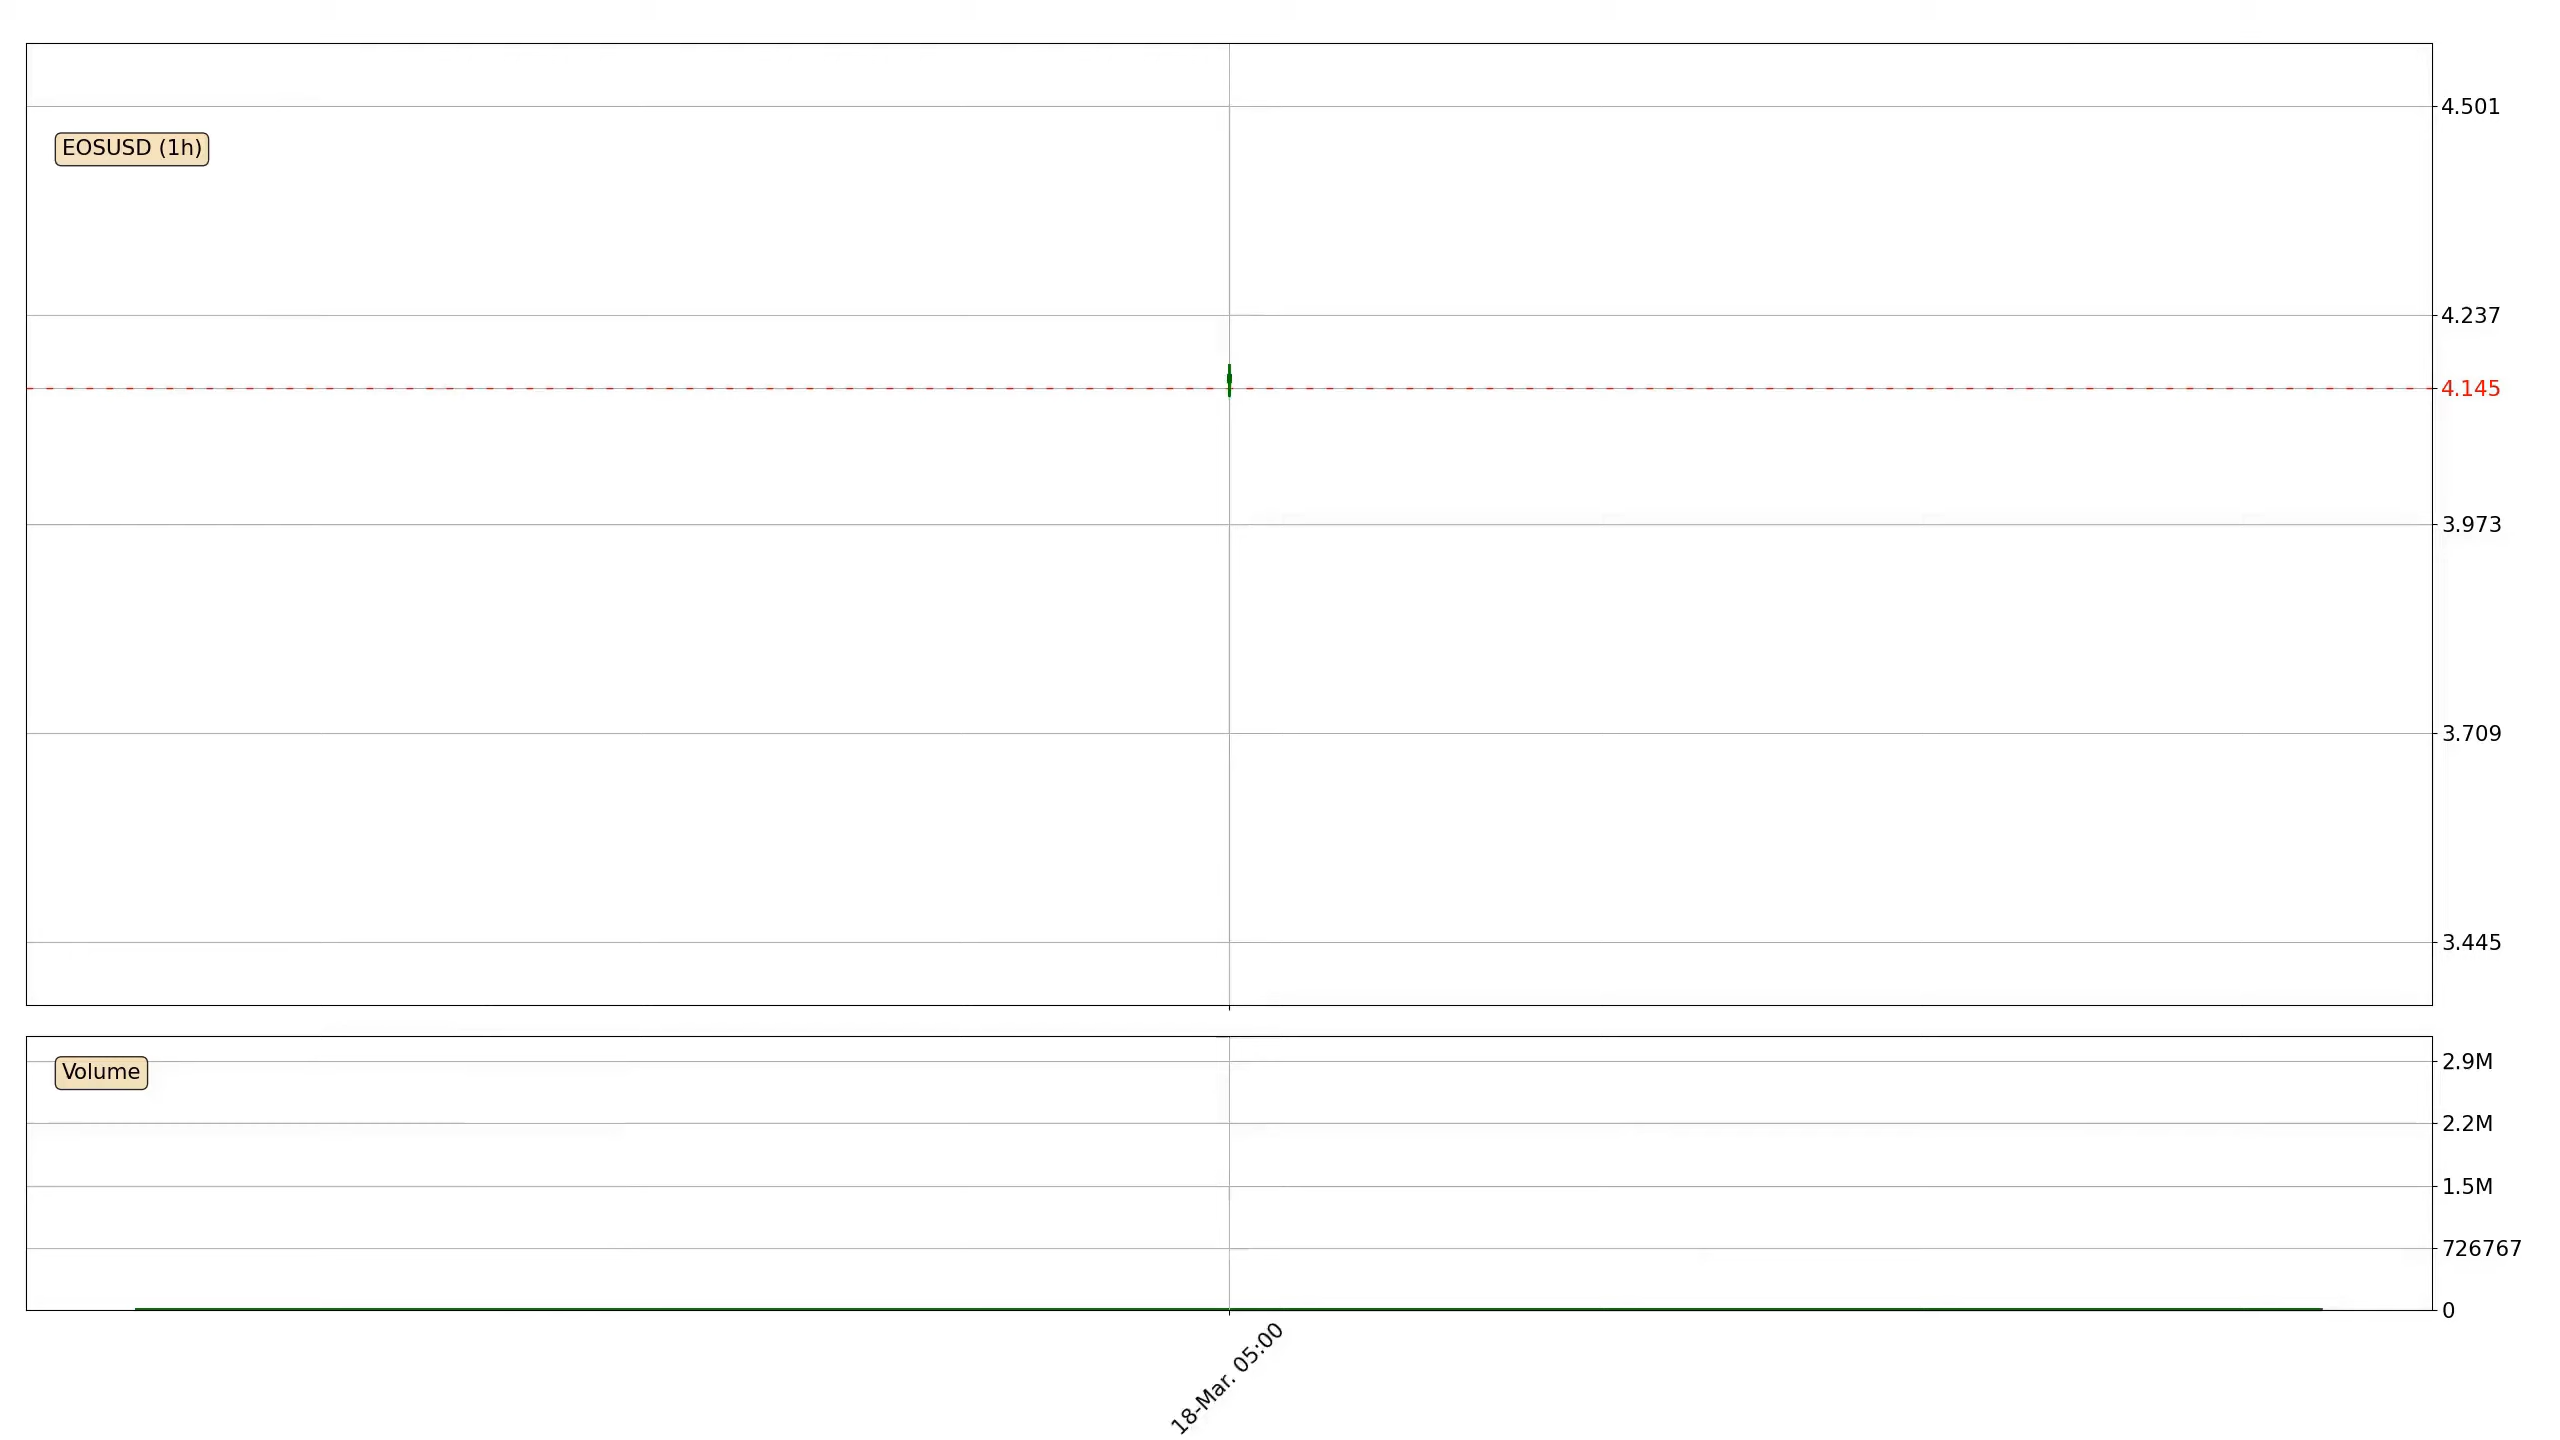 4.501
EOSUSD (1h)
4.237
4.145
3.973
3.709
3.445
Volume
2.9M
2.2M
1.5M
726767
0
18-Mar. 05:00